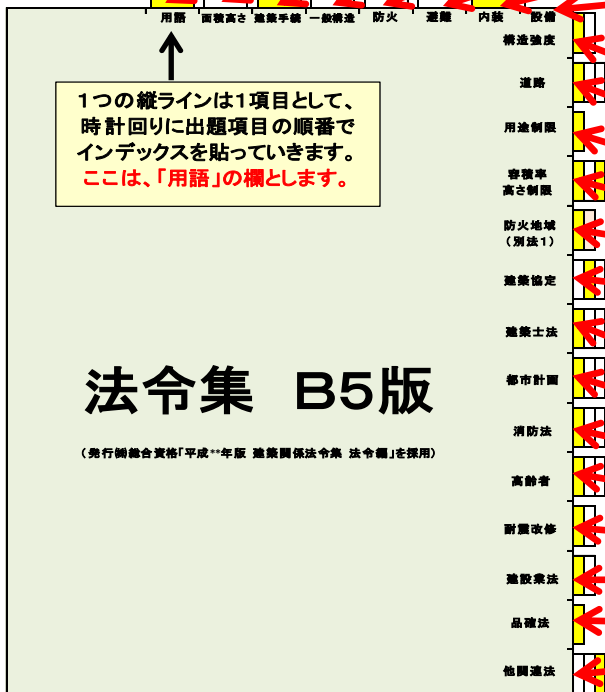 用語 面積高さ 建築手続 一般構造 防火 避難 内装 設備
構造強度
1つの縦ラインは1項目として、
時計回りに出題項目の順番で
インデックスを貼っていきます。
ここは、「用語」の欄とします。
道路
用途制限
容積率
高さ制限
防火地域
(別法1)
建築協定
建築士法
都市計画
法令集 B5版
消防法
(発行㈱総合資格「平成**年版 建築関係法令集 法令編」を採用)
高齢者
耐震改修
建設業法
品確法
他関連法